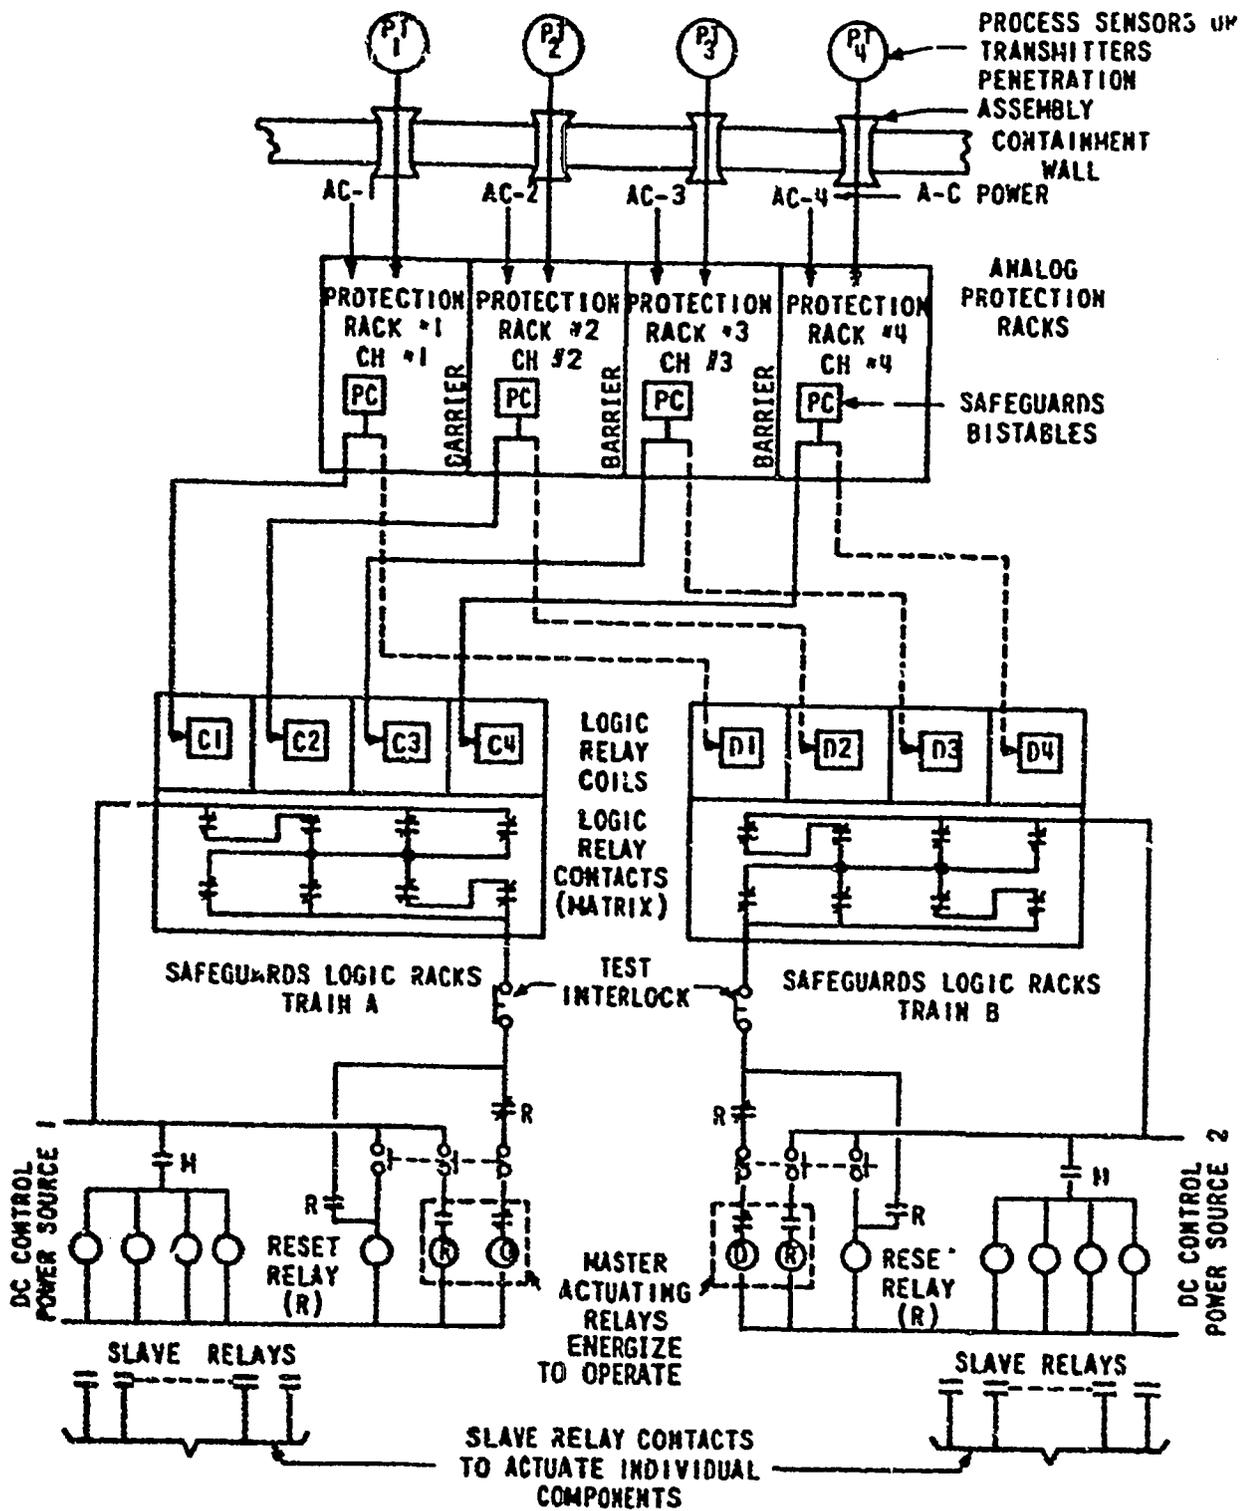 PT 1
PT 2
PT 3
PT 4
PROCESS SENSORS OR
TRANSMITTERS
PENETRATION
ASSEMBLY
CONTAINMENT
WALL
AC-1
AC-2
AC-3
AC-4
A-C POWER
ANALOG
PROTECTION
RACKS
PROTECTION
RACK #1
CH #1
PROTECTION
RACK #2
CH #2
PROTECTION
RACK #3
CH #3
PROTECTION
RACK #4
CH #4
PC
PC
PC
PC
BARRIER
BARRIER
BARRIER
SAFEGUARDS
BISTABLES
C1
C2
C3
C4
LOGIC
RELAY
COILS
D1
D2
D3
D4
LOGIC
RELAY
CONTACTS
(MATRIX)
SAFEGUARDS LOGIC RACKS
TRAIN A
TEST
INTERLOCK
SAFEGUARDS LOGIC RACKS
TRAIN B
R
R
DC CONTROL
POWER SOURCE 1
M
R
RESET
RELAY
(R)
R
O
MASTER
ACTUATING
RELAYS
ENERGIZE
TO OPERATE
O
R
R
RESE
RELAY
(R)
M
DC CONTROL
POWER SOURCE 2
SLAVE RELAYS
SLAVE RELAYS
SLAVE RELAY CONTACTS
TO ACTUATE INDIVIDUAL
COMPONENTS